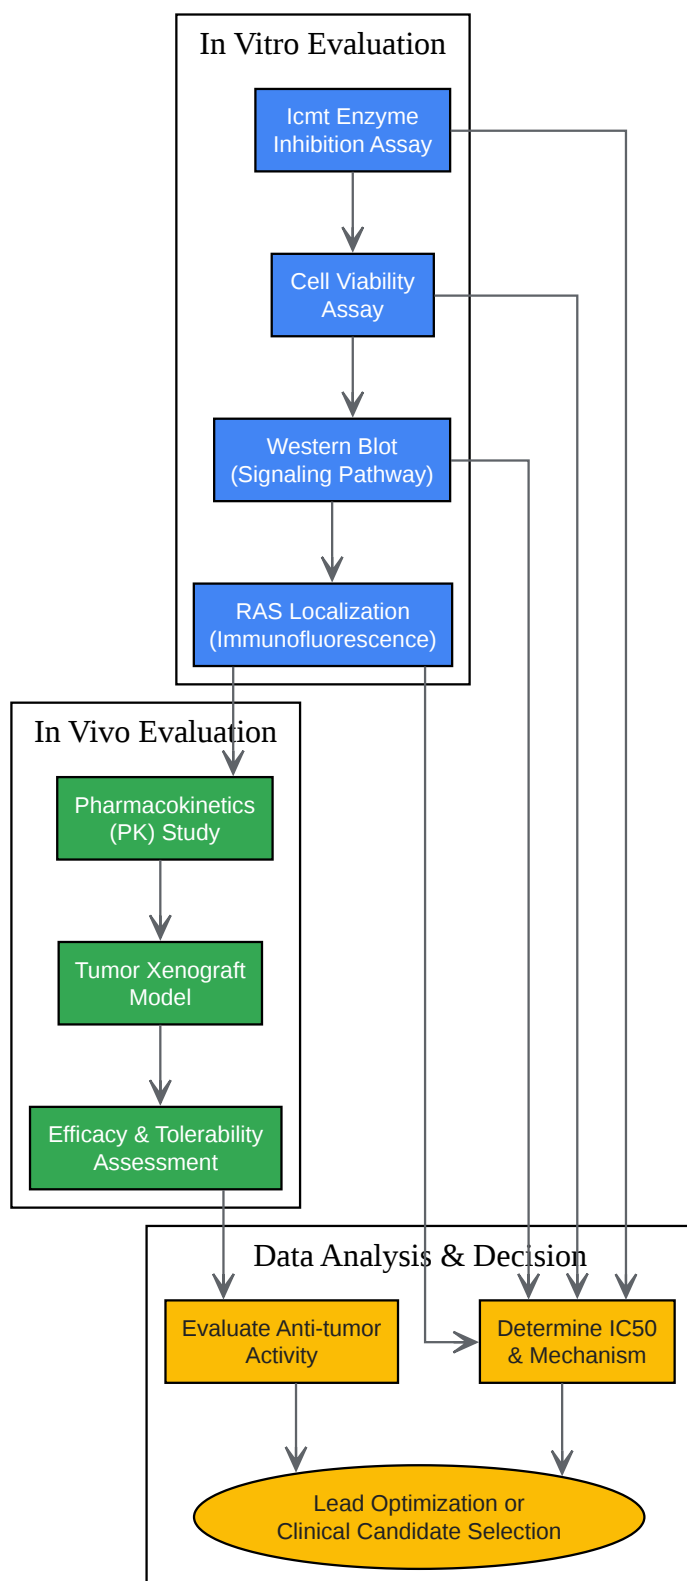 In Vitro Evaluation
Icmt Enzyme
Inhibition Assay
Cell Viability
Assay
Western Blot
(Signaling Pathway)
RAS Localization
(Immunofluorescence)
In Vivo Evaluation
Pharmacokinetics
(PK) Study
Tumor Xenograft
Model
Efficacy & Tolerability
Assessment
Data Analysis & Decision
Evaluate Anti-tumor
Activity
Determine IC50
& Mechanism
Lead Optimization or
Clinical Candidate Selection